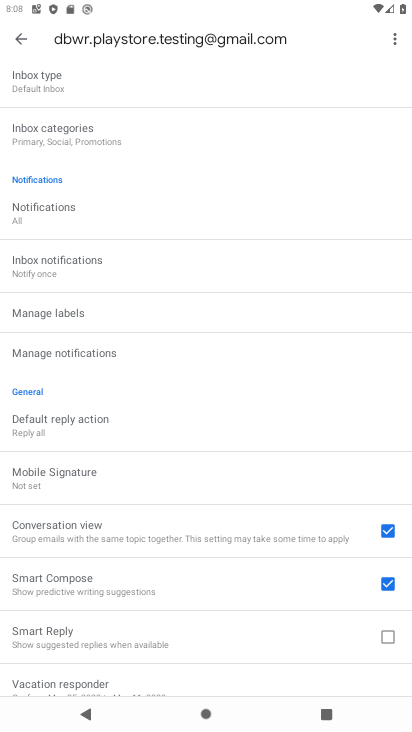 8:08
dbwr.playstore.testing@gmail.com
Inbox type
Default Inbox
Inbox categories
Primary, Social, Promotions
Notifications
Notifications
All
Inbox notifications
Notify once
Manage labels
Manage notifications
General
Default reply action
Reply all
Mobile Signature
Not set
Conversation view
Group emails with the same topic together. This setting may take some time to apply
Smart Compose
Show predictive writing suggestions
Smart Reply
Show suggested replies when available
Vacation responder